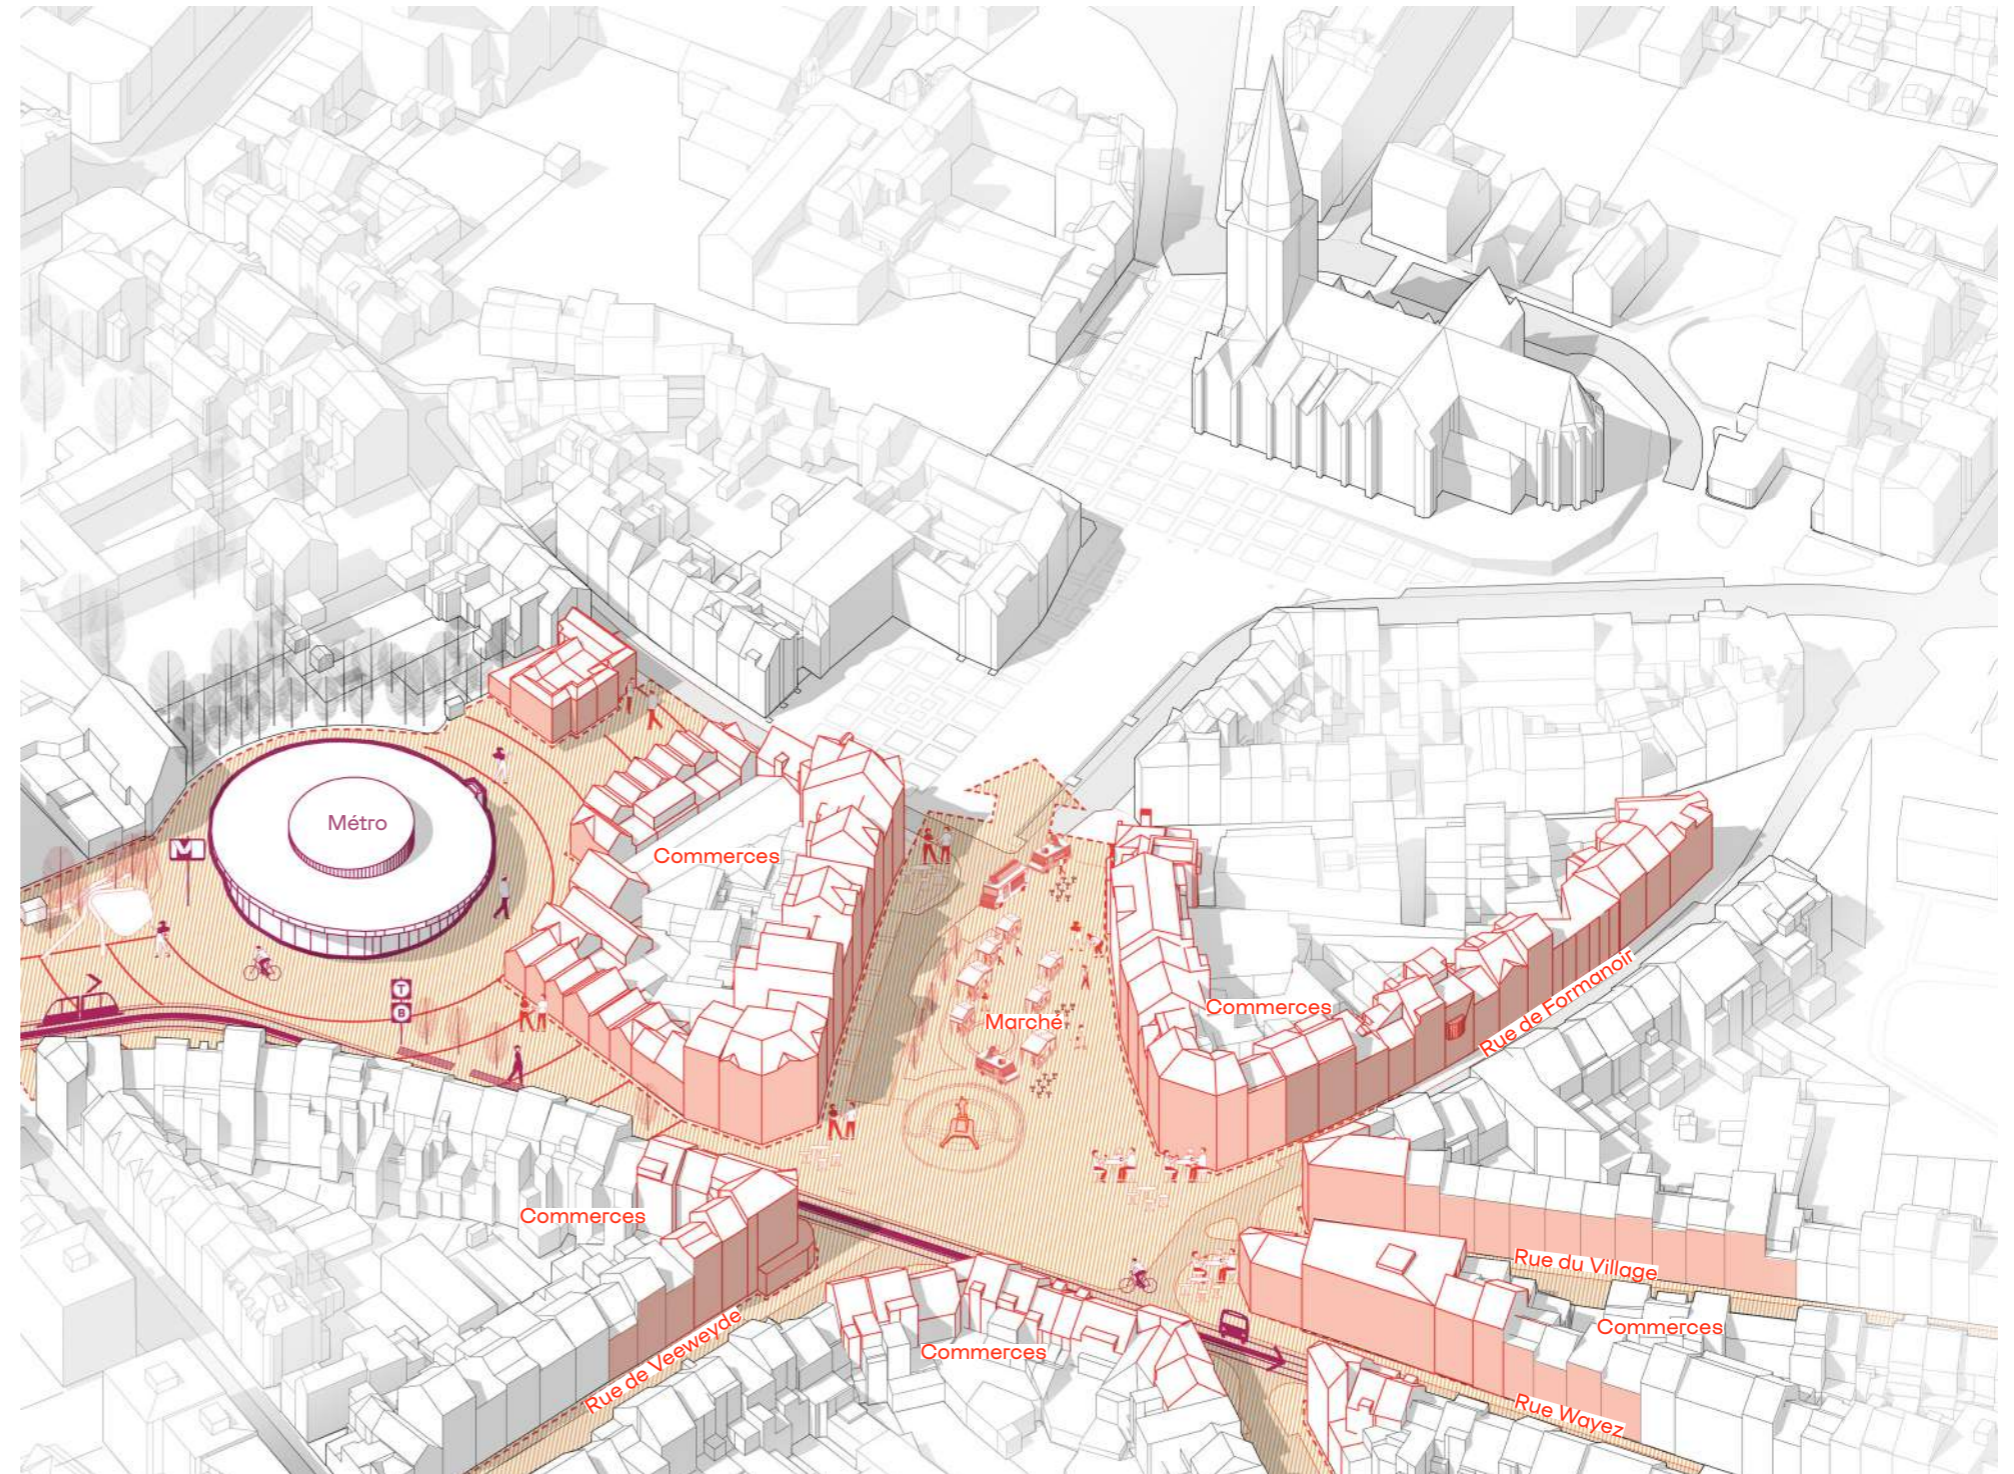 Métro
M
Commerces
T
B
Marché
Commerces
Rue de Formanoir
Commerces
Rue du Village
Commerces
Commerces
Rue de Veeweyde
Rue Wayez